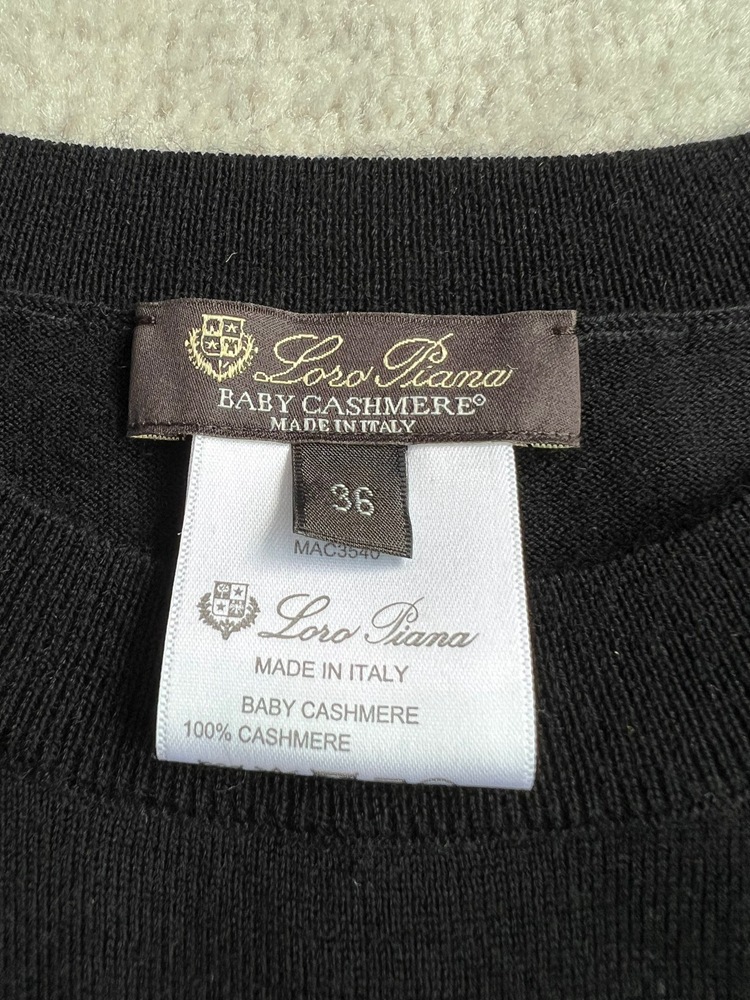 Loro Piana
BABY CASHMERE®
MADE IN ITALY
36
MAC3540
Loro Piana
MADE IN ITALY
BABY CASHMERE
100% CASHMERE